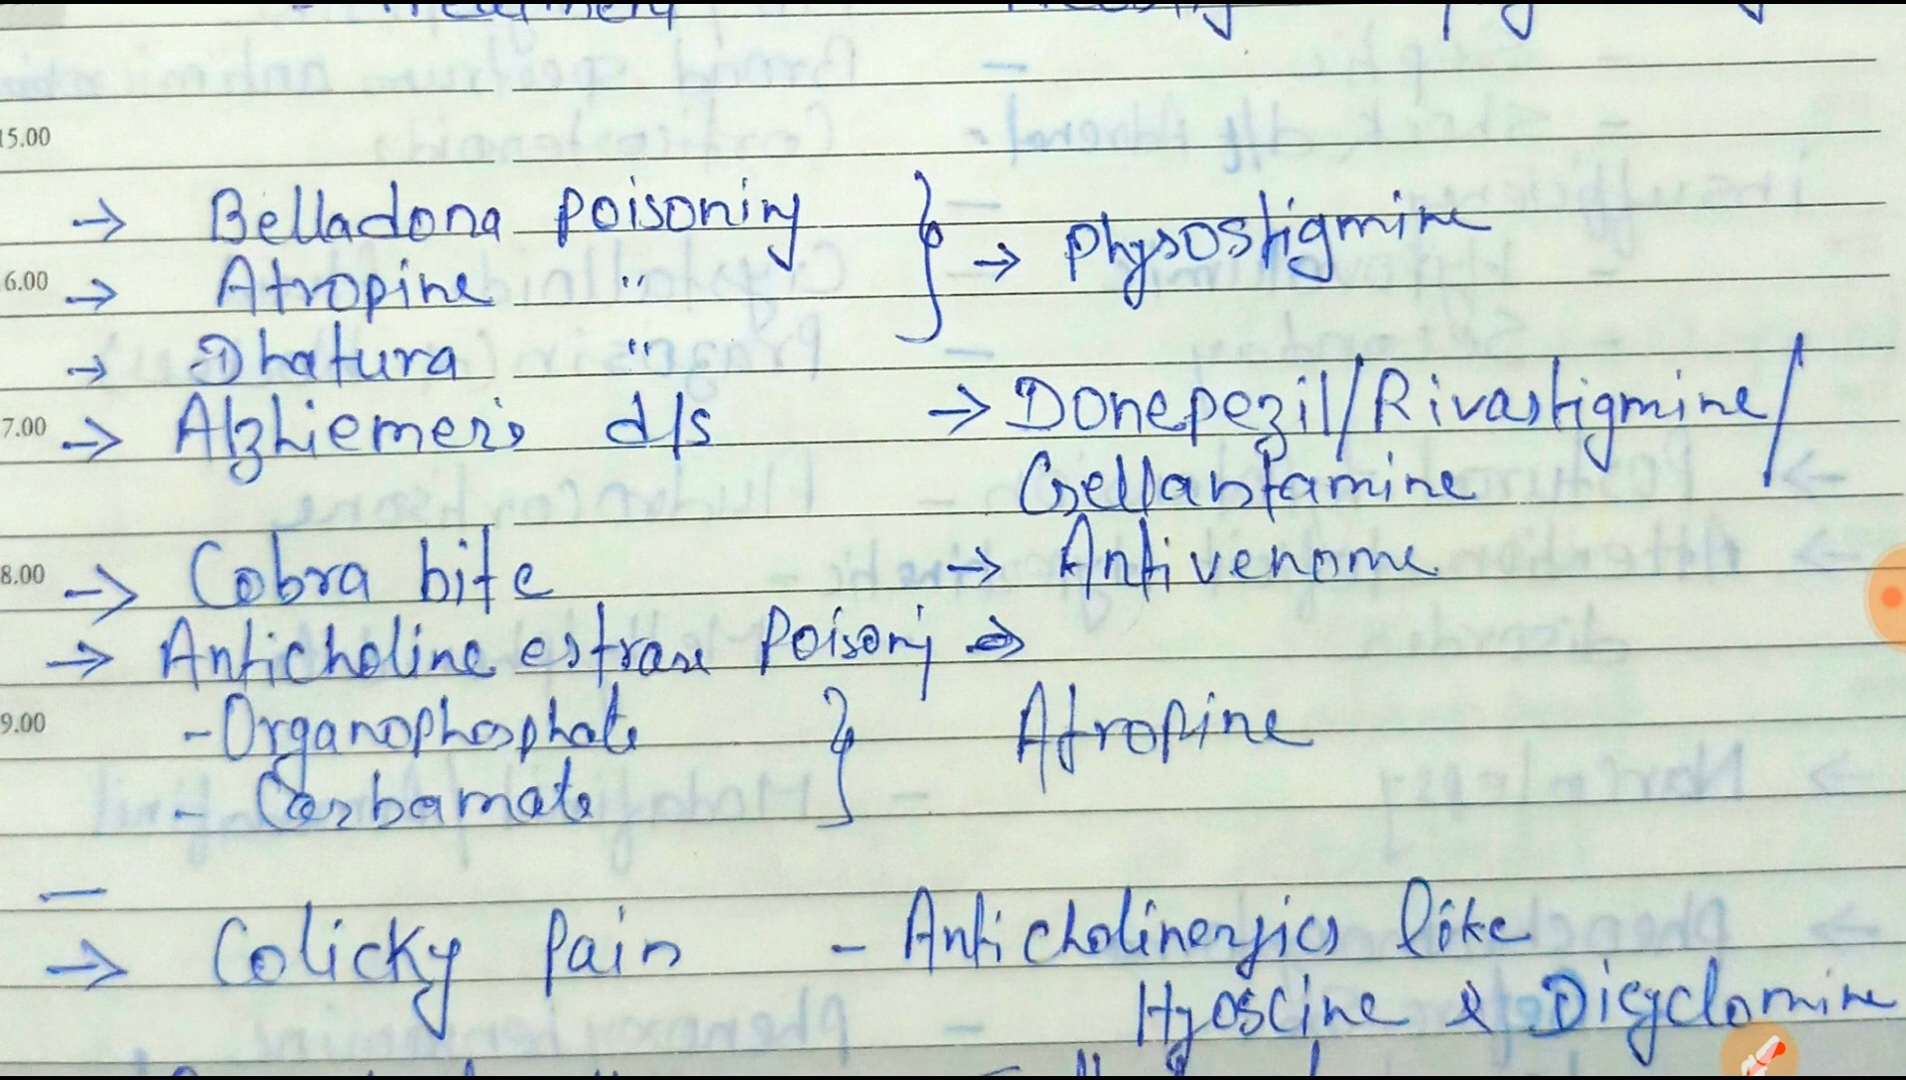 15.00
→ Belladona poisoning } → Physostigmine
6.00 → Atropine "
→ Dhatura "
7.00 → Alzhiemer's d/s → Donepezil/Rivastigmine/
Gellantamine
8.00 → Cobra bite → Antivenome
→ Anticholine estrase Poisoni →
9.00 - Organophosphate } Atropine
- Carbamate
→ Colicky Pain - Anticholinergics like
Hyoscine & Dicyclomine